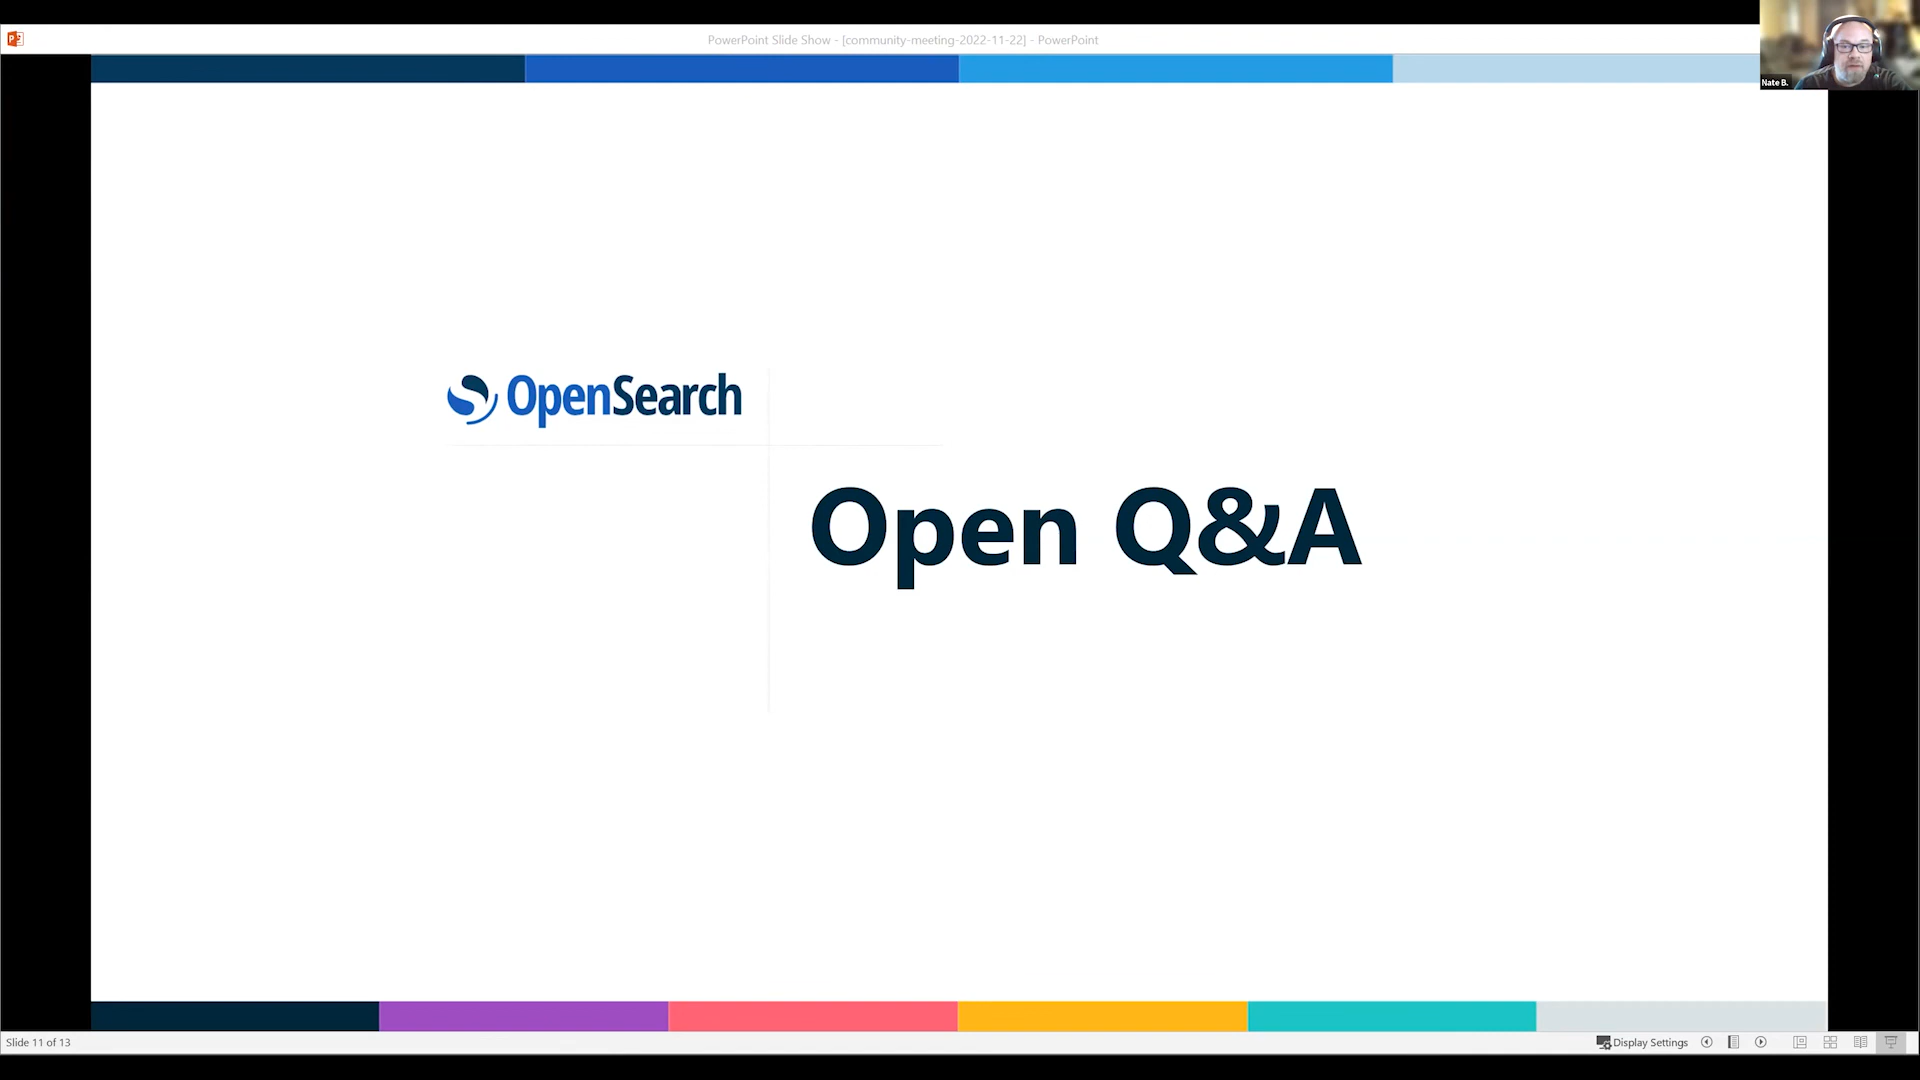 PowerPoint Slide Show - [community-meeting-2022-11-22] - PowerPoint
Nate B.
OpenSearch
Open Q&A
Slide 11 of 13
Display Settings